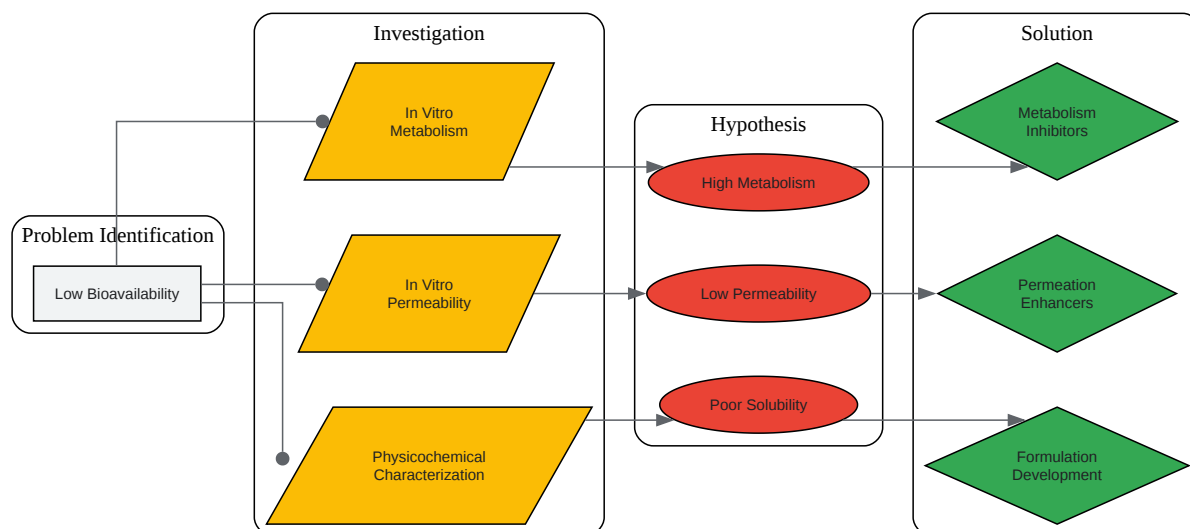 Investigation
Solution
In Vitro
Metabolism
Metabolism
Inhibitors
Hypothesis
High Metabolism
Problem Identification
Low Bioavailability
In Vitro
Permeability
Low Permeability
Permeation
Enhancers
Poor Solubility
Physicochemical
Characterization
Formulation
Development